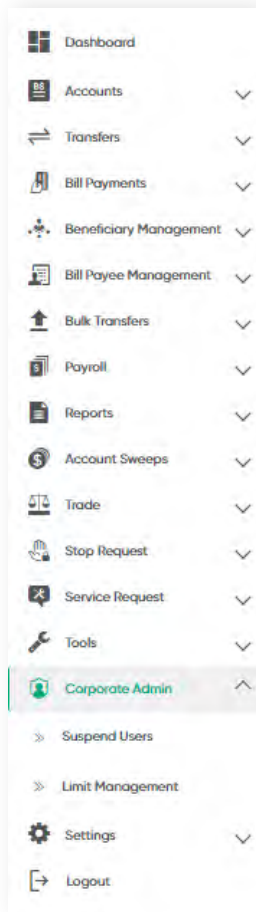 Dashboard
Accounts
Transfers
Bill Payments
Beneficiary Management
Bill Payee Management
Bulk Transfers
Payroll
Reports
Account Sweeps
Trade
Stop Request
Service Request
Tools
Corporate Admin
Suspend Users
Limit Management
Settings
Logout